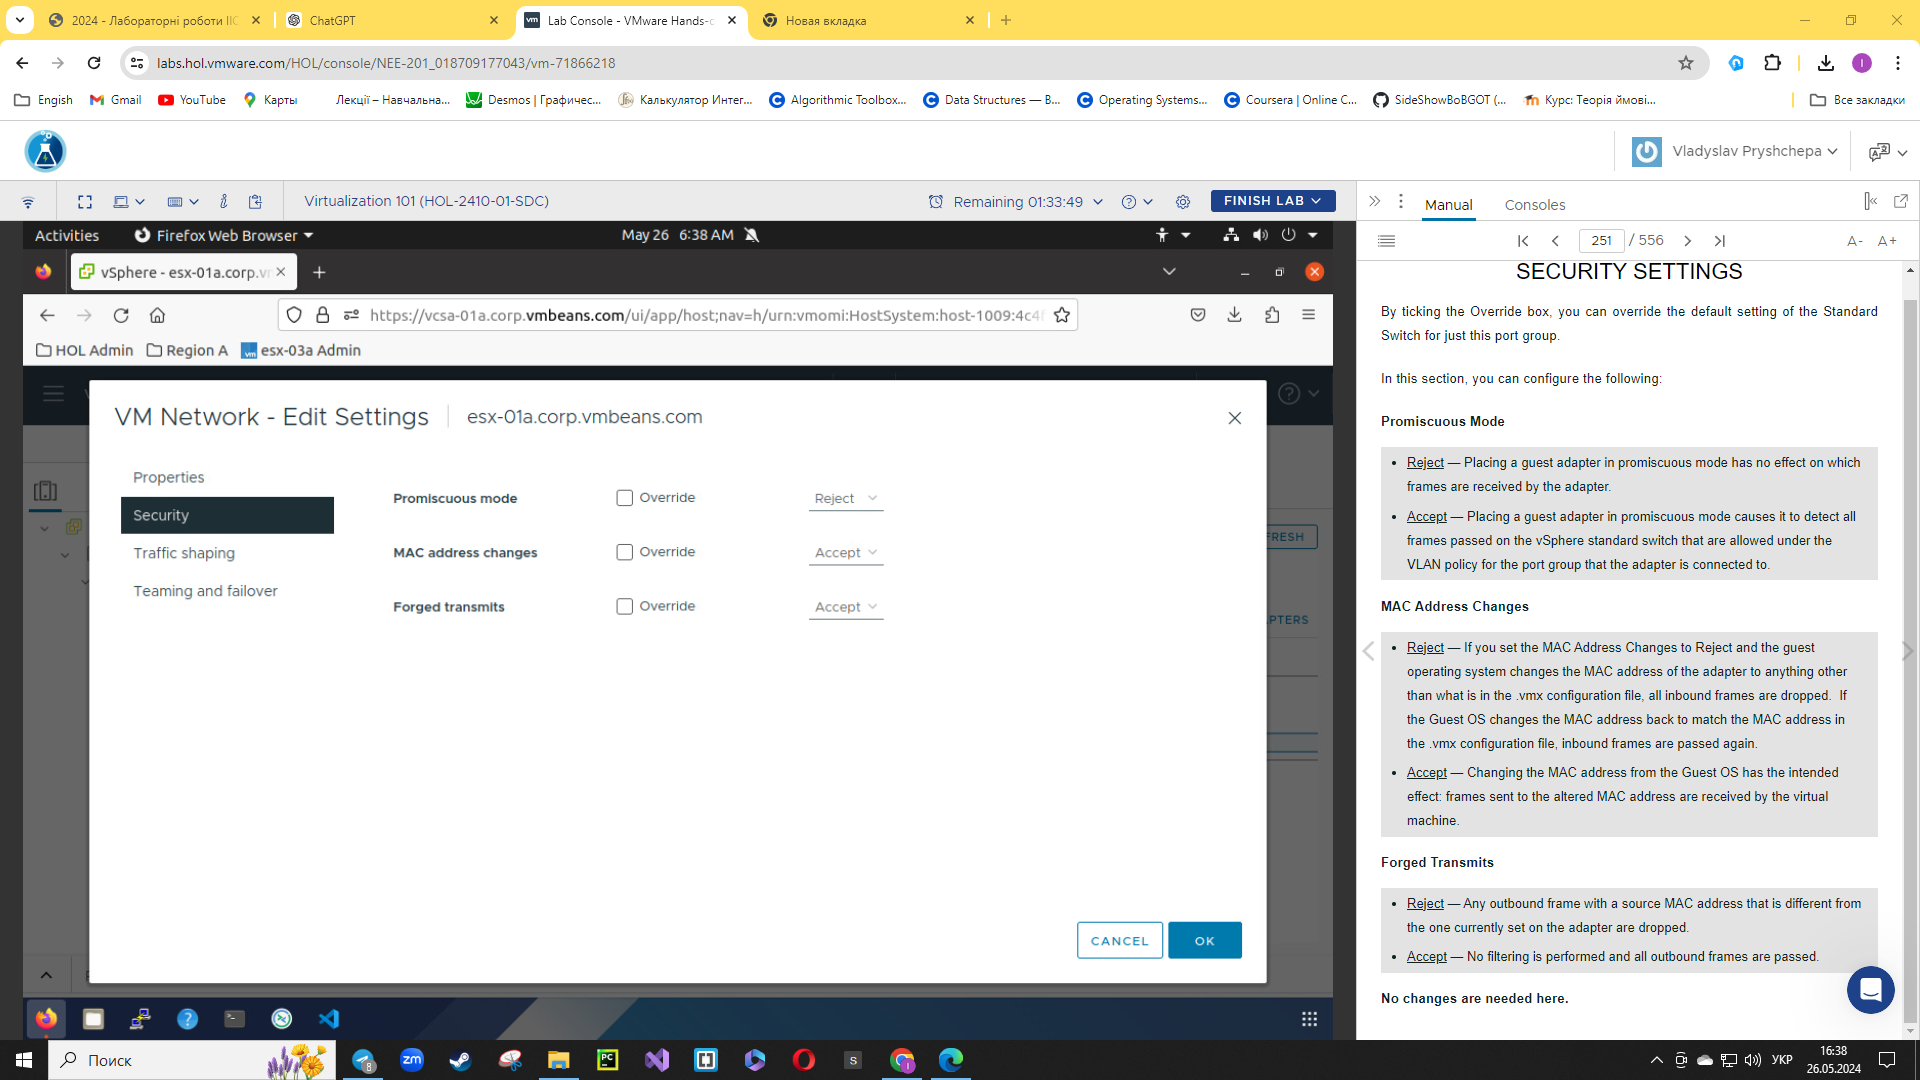 2024 - Лабораторні роботи ІІС
ChatGPT
Lab Console - VMware Hands-o
Новая вкладка
labs.hol.vmware.com/HOL/console/NEE-201_018709177043/vm-71866218
Engish
Gmail
YouTube
Карты
Лекції – Навчальна...
Desmos | Графичес...
Калькулятор Интег...
Algorithmic Toolbox...
Data Structures — В...
Operating Systems...
Coursera | Online C...
SideShowBoBGOT (...
Курс: Теорія ймові...
Все закладки
Vladyslav Pryshchepa
Virtualization 101 (HOL-2410-01-SDC)
Remaining 01:33:49
FINISH LAB
Manual
Consoles
Activities
Firefox Web Browser
May 26 6:38 AM
251 / 556
A-
A+
vSphere - esx-01a.corp.v
https://vcsa-01a.corp.vmbeans.com/ui/app/host;nav=h/urn:vmomi:HostSystem:host-1009:4c4f
HOL Admin
Region A
esx-03a Admin
VM Network - Edit Settings
esx-01a.corp.vmbeans.com
Properties
Security
Traffic shaping
Teaming and failover
Promiscuous mode
Override
Reject
MAC address changes
Override
Accept
Forged transmits
Override
Accept
FRESH
PTERS
CANCEL
OK
SECURITY SETTINGS
By ticking the Override box, you can override the default setting of the Standard
Switch for just this port group.
In this section, you can configure the following:
Promiscuous Mode
• Reject — Placing a guest adapter in promiscuous mode has no effect on which
frames are received by the adapter.
• Accept — Placing a guest adapter in promiscuous mode causes it to detect all
frames passed on the vSphere standard switch that are allowed under the
VLAN policy for the port group that the adapter is connected to.
MAC Address Changes
• Reject — If you set the MAC Address Changes to Reject and the guest
operating system changes the MAC address of the adapter to anything other
than what is in the .vmx configuration file, all inbound frames are dropped. If
the Guest OS changes the MAC address back to match the MAC address in
the .vmx configuration file, inbound frames are passed again.
• Accept — Changing the MAC address from the Guest OS has the intended
effect: frames sent to the altered MAC address are received by the virtual
machine.
Forged Transmits
• Reject — Any outbound frame with a source MAC address that is different from
the one currently set on the adapter are dropped.
• Accept — No filtering is performed and all outbound frames are passed.
No changes are needed here.
Поиск
УКР
16:38
26.05.2024